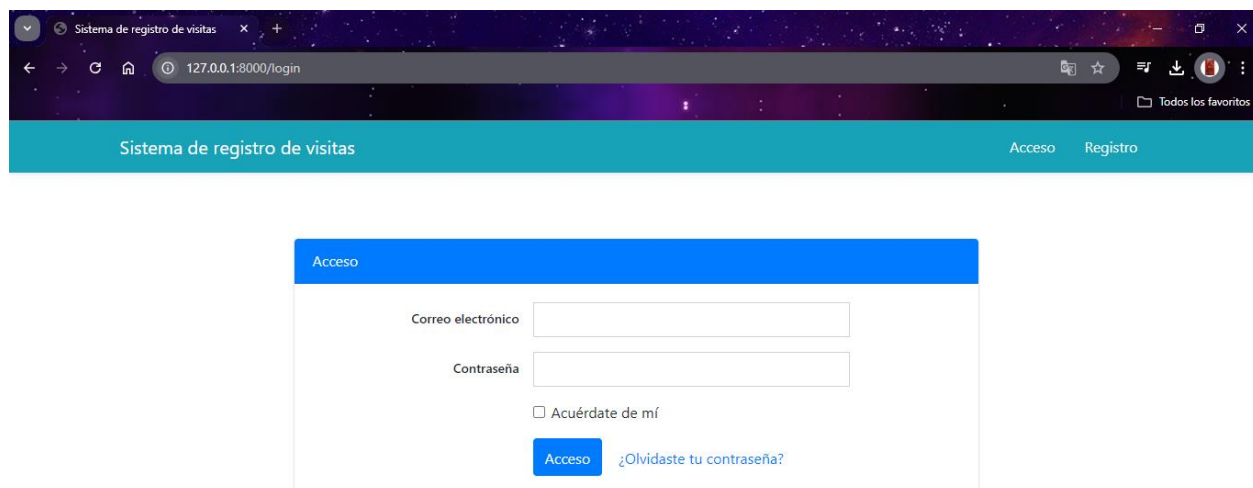 Sistema de registro de visitas
127.0.0.1:8000/login
Todos los favoritos
Sistema de registro de visitas Acceso Registro
Acceso
Correo electrónico
Contraseña
Acuérdate de mí
Acceso ¿Olvidaste tu contraseña?